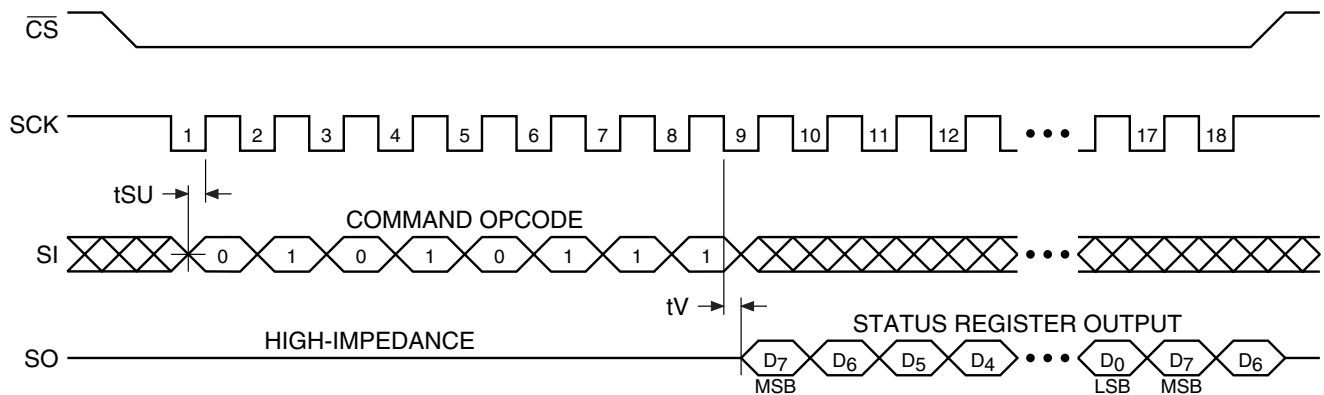 CS
SCK 1 2 3 4 5 6 7 8 9 10 11 12 17 18
tSU
COMMAND OPCODE
SI 0 1 0 1 0 1 1 1
tV
HIGH-IMPEDANCE
STATUS REGISTER OUTPUT
SO D7 D6 D5 D4 D0 D7 D6
MSB LSB MSB